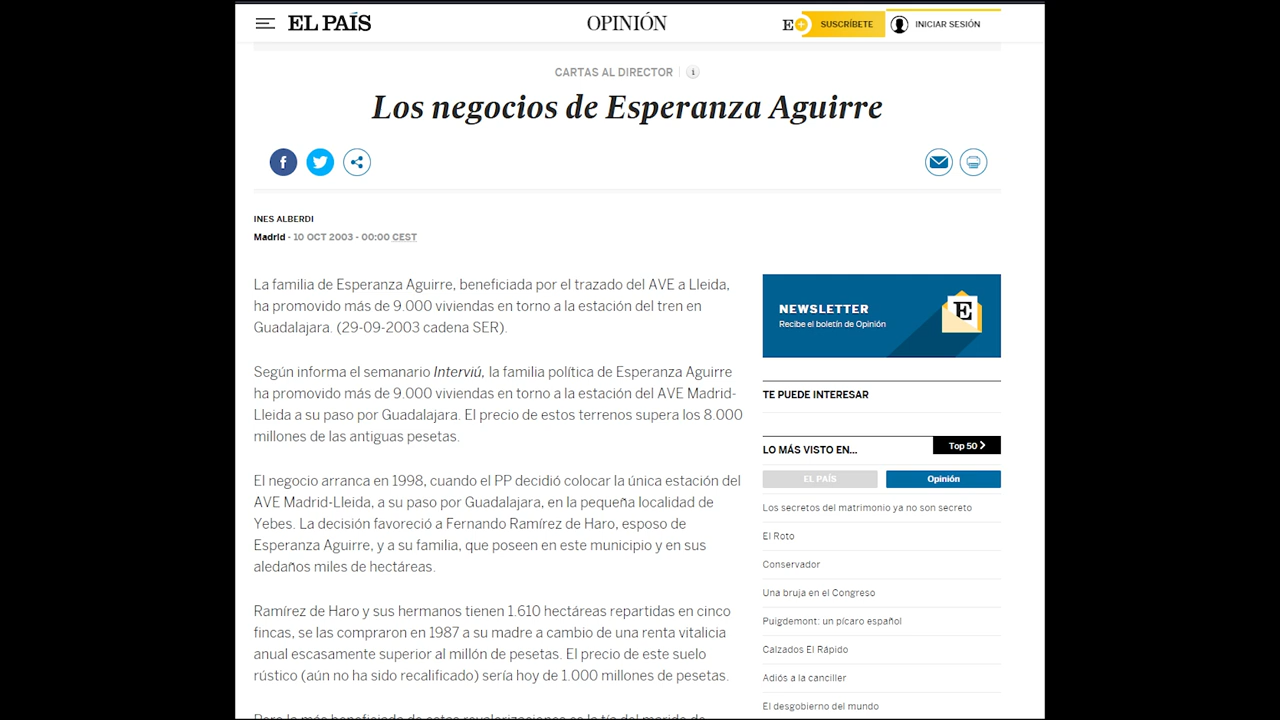 EL PAÍS
OPINIÓN
E+ SUSCRÍBETE
INICIAR SESIÓN
CARTAS AL DIRECTOR
Los negocios de Esperanza Aguirre
INES ALBERDI
Madrid - 10 OCT 2003 - 00:00 CEST
La familia de Esperanza Aguirre, beneficiada por el trazado del AVE a Lleida,
ha promovido más de 9.000 viviendas en torno a la estación del tren en
Guadalajara. (29-09-2003 cadena SER).
Según informa el semanario Interviú, la familia política de Esperanza Aguirre
ha promovido más de 9.000 viviendas en torno a la estación del AVE Madrid-
Lleida a su paso por Guadalajara. El precio de estos terrenos supera los 8.000
millones de las antiguas pesetas.
El negocio arranca en 1998, cuando el PP decidió colocar la única estación del
AVE Madrid-Lleida, a su paso por Guadalajara, en la pequeña localidad de
Yebes. La decisión favoreció a Fernando Ramírez de Haro, esposo de
Esperanza Aguirre, y a su familia, que poseen en este municipio y en sus
aledaños miles de hectáreas.
Ramírez de Haro y sus hermanos tienen 1.610 hectáreas repartidas en cinco
fincas, se las compraron en 1987 a su madre a cambio de una renta vitalicia
anual escasamente superior al millón de pesetas. El precio de este suelo
rústico (aún no ha sido recalificado) sería hoy de 1.000 millones de pesetas.
NEWSLETTER
Recibe el boletín de Opinión
E
TE PUEDE INTERESAR
LO MÁS VISTO EN...
Top 50
EL PAÍS
Opinión
Los secretos del matrimonio ya no son secreto
El Roto
Conservador
Una bruja en el Congreso
Puigdemont: un pícaro español
Calzados El Rápido
Adiós a la canciller
El desgobierno del mundo